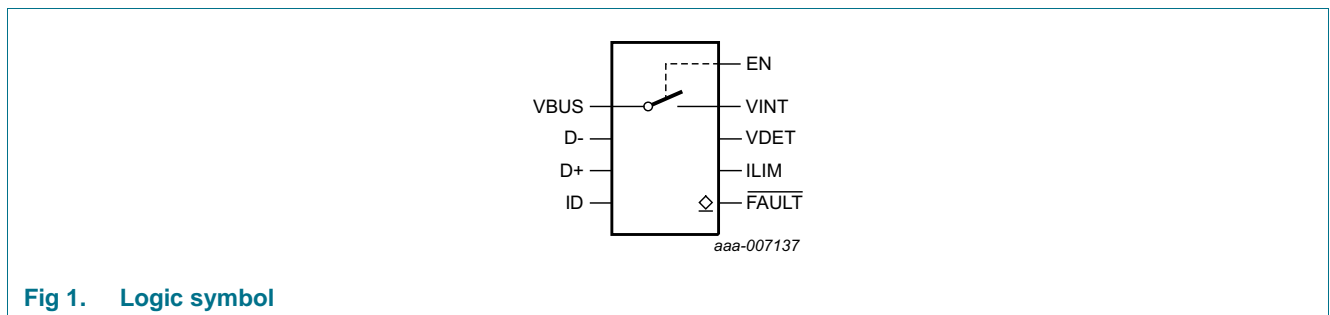 EN
VBUS
VINT
D-
VDET
D+
ILIM
ID
FAULT
aaa-007137
Fig 1. Logic symbol